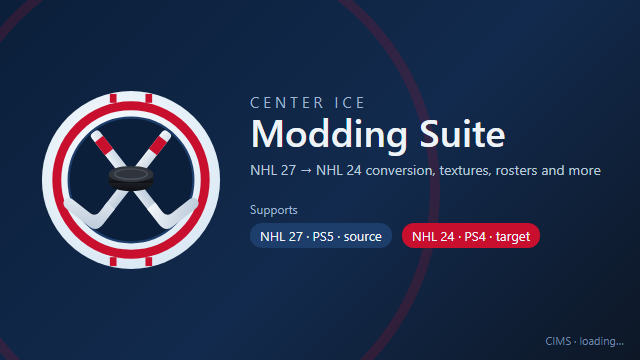 CENTER ICE
Modding Suite
NHL 27 → NHL 24 conversion, textures, rosters and more
Supports
NHL 27 · PS5 · source
NHL 24 · PS4 · target
CIMS · loading...